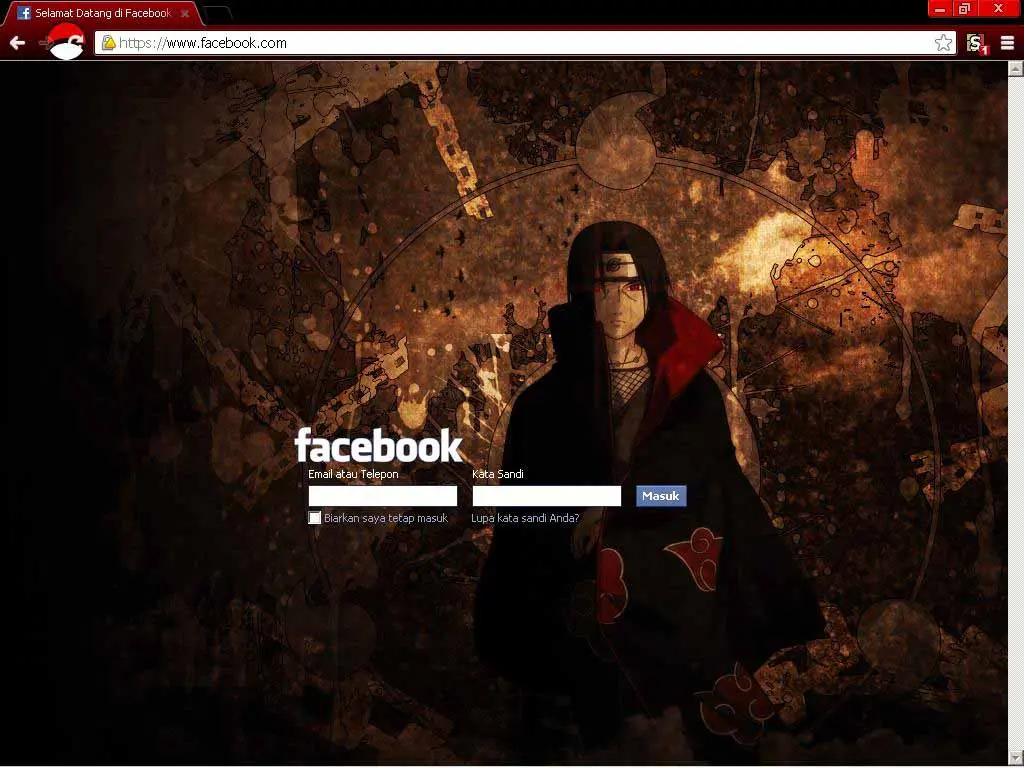 Selamat Datang di Facebook
https://www.facebook.com
S
1
facebook
Email atau Telepon
Kata Sandi
Masuk
Biarkan saya tetap masuk
Lupa kata sandi Anda?